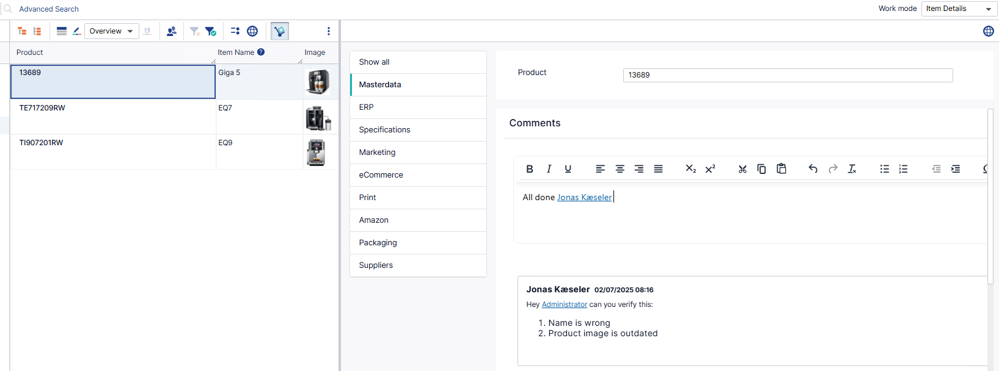 Advanced Search
Work mode Item Details
Overview
Product Item Name ? Image
13689 Giga 5
TE717209RW EQ7
TI907201RW EQ9
Show all
Masterdata
ERP
Specifications
Marketing
eCommerce
Print
Amazon
Packaging
Suppliers
Product 13689
Comments
B I U X₂ X²
All done Jonas Kæseler
Jonas Kæseler 02/07/2025 08:16
Hey Administrator can you verify this:
1. Name is wrong
2. Product image is outdated